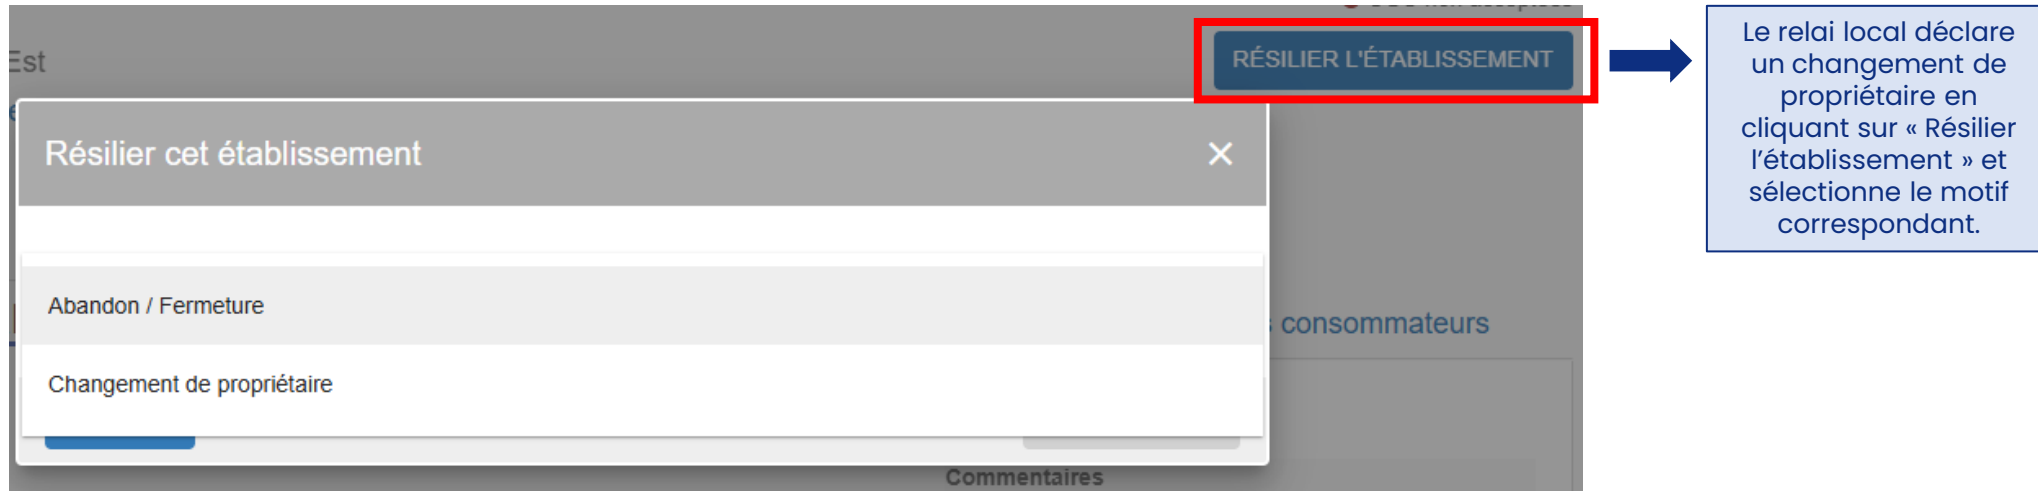 Est
RÉSILIER L'ÉTABLISSEMENT
Résilier cet établissement
Abandon / Fermeture
Changement de propriétaire
consommateurs
Commentaires
Le relai local déclare
un changement de
propriétaire en
cliquant sur « Résilier
l’établissement » et
sélectionne le motif
correspondant.